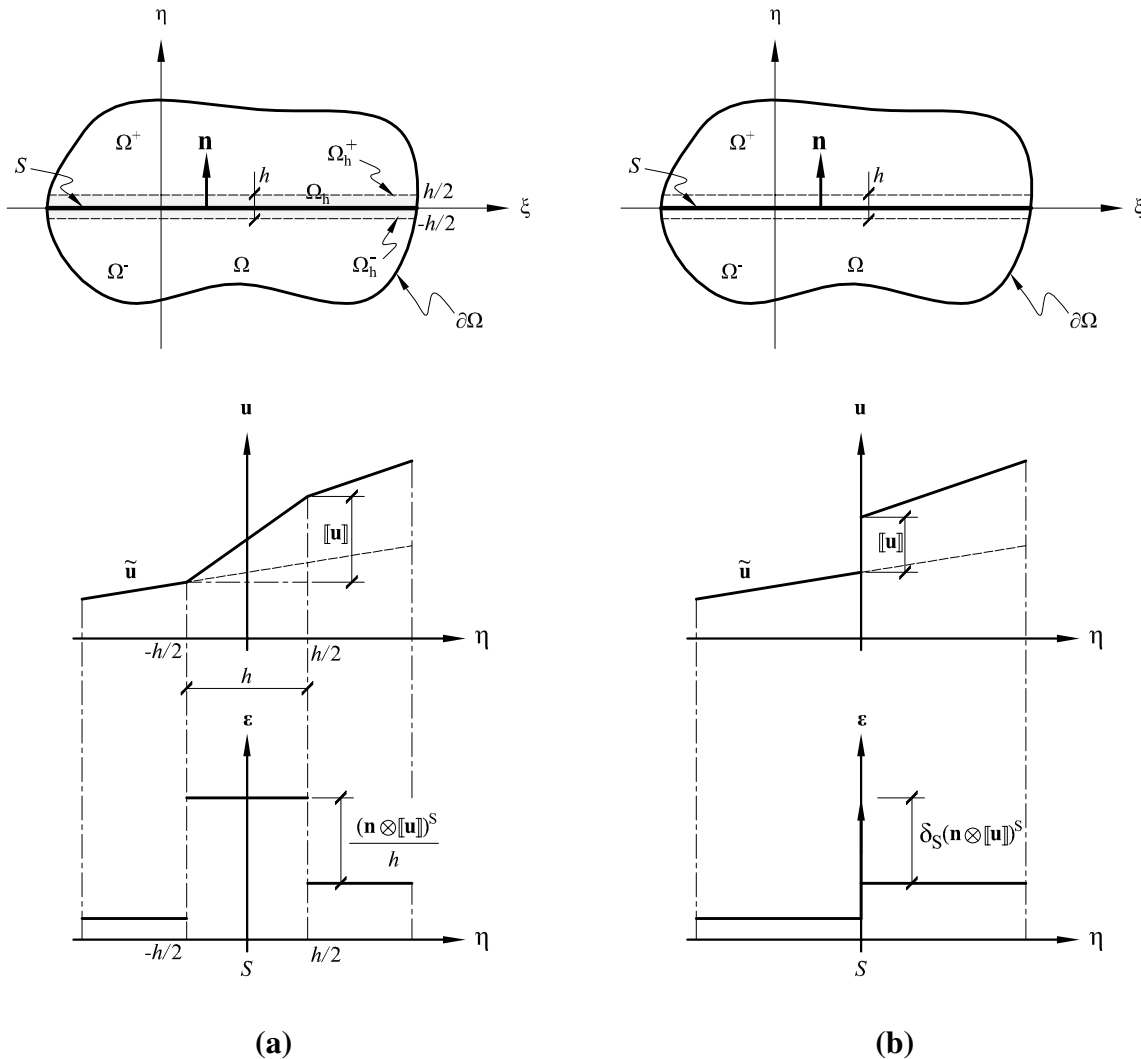 η
η
Ω⁺
n
Ω_h⁺
S
h
Ω_h
h/2
ξ
-h/2
Ω⁻
Ω
Ω_h⁻
∂Ω
Ω⁺
n
S
h
ξ
Ω⁻
Ω
∂Ω
u
u
⟦u⟧
⟦u⟧
ũ
ũ
-h/2
h/2
η
η
h
ε
ε
(n ⊗⟦u⟧)^S
h
δ_S(n ⊗⟦u⟧)^S
-h/2
h/2
η
η
S
S
(a)
(b)